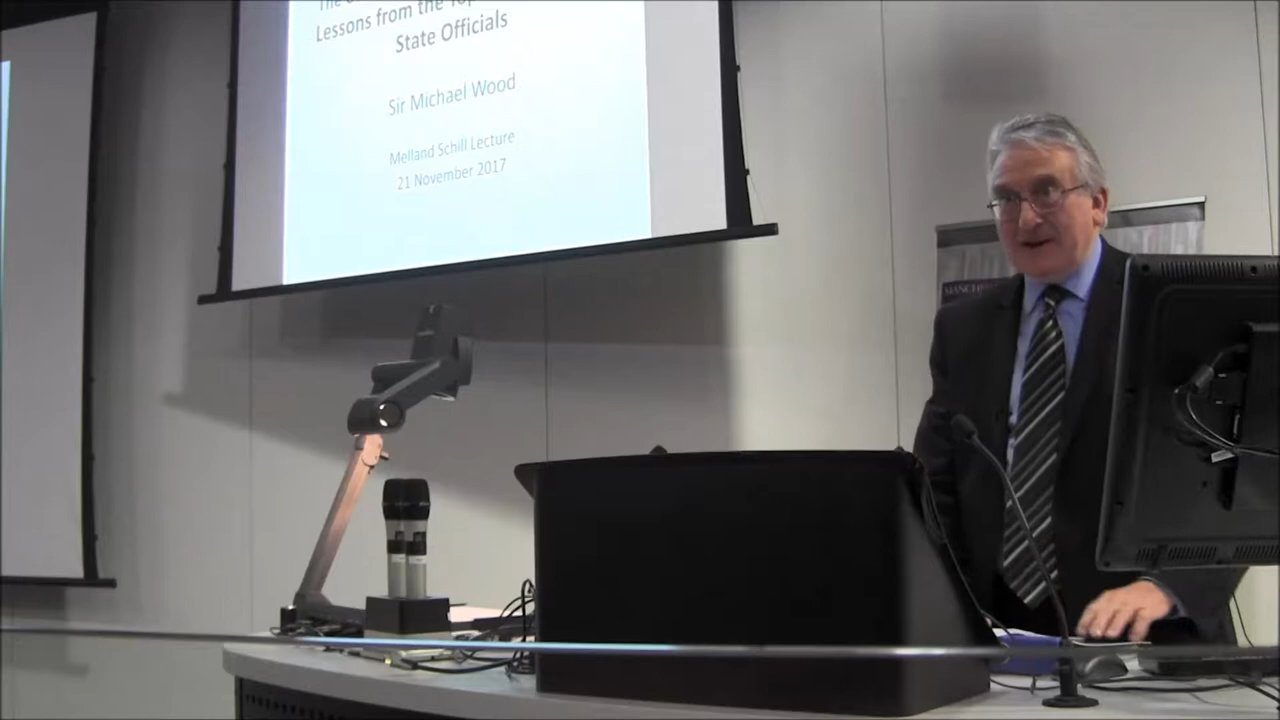 Lessons from the
State Officials
Sir Michael Wood
Melland Schill Lecture
21 November 2017